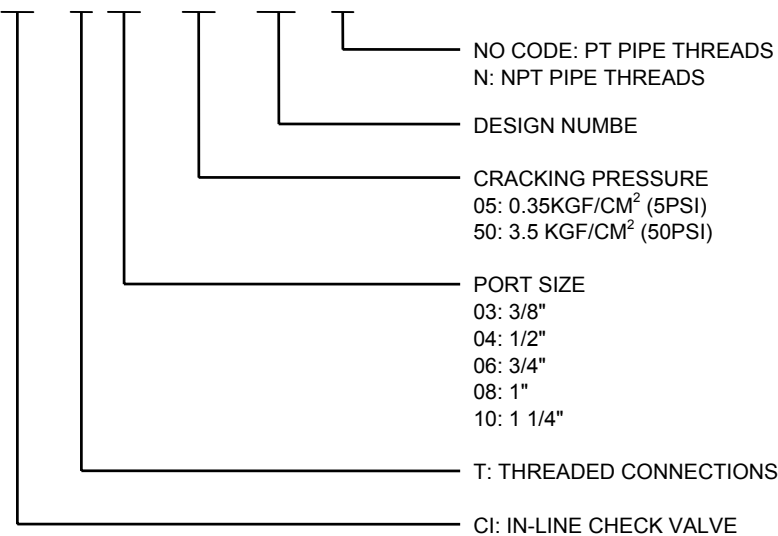 NO CODE: PT PIPE THREADS
N: NPT PIPE THREADS
DESIGN NUMBE
CRACKING PRESSURE
05: 0.35KGF/CM² (5PSI)
50: 3.5 KGF/CM² (50PSI)
PORT SIZE
03: 3/8"
04: 1/2"
06: 3/4"
08: 1"
10: 1 1/4"
T: THREADED CONNECTIONS
CI: IN-LINE CHECK VALVE